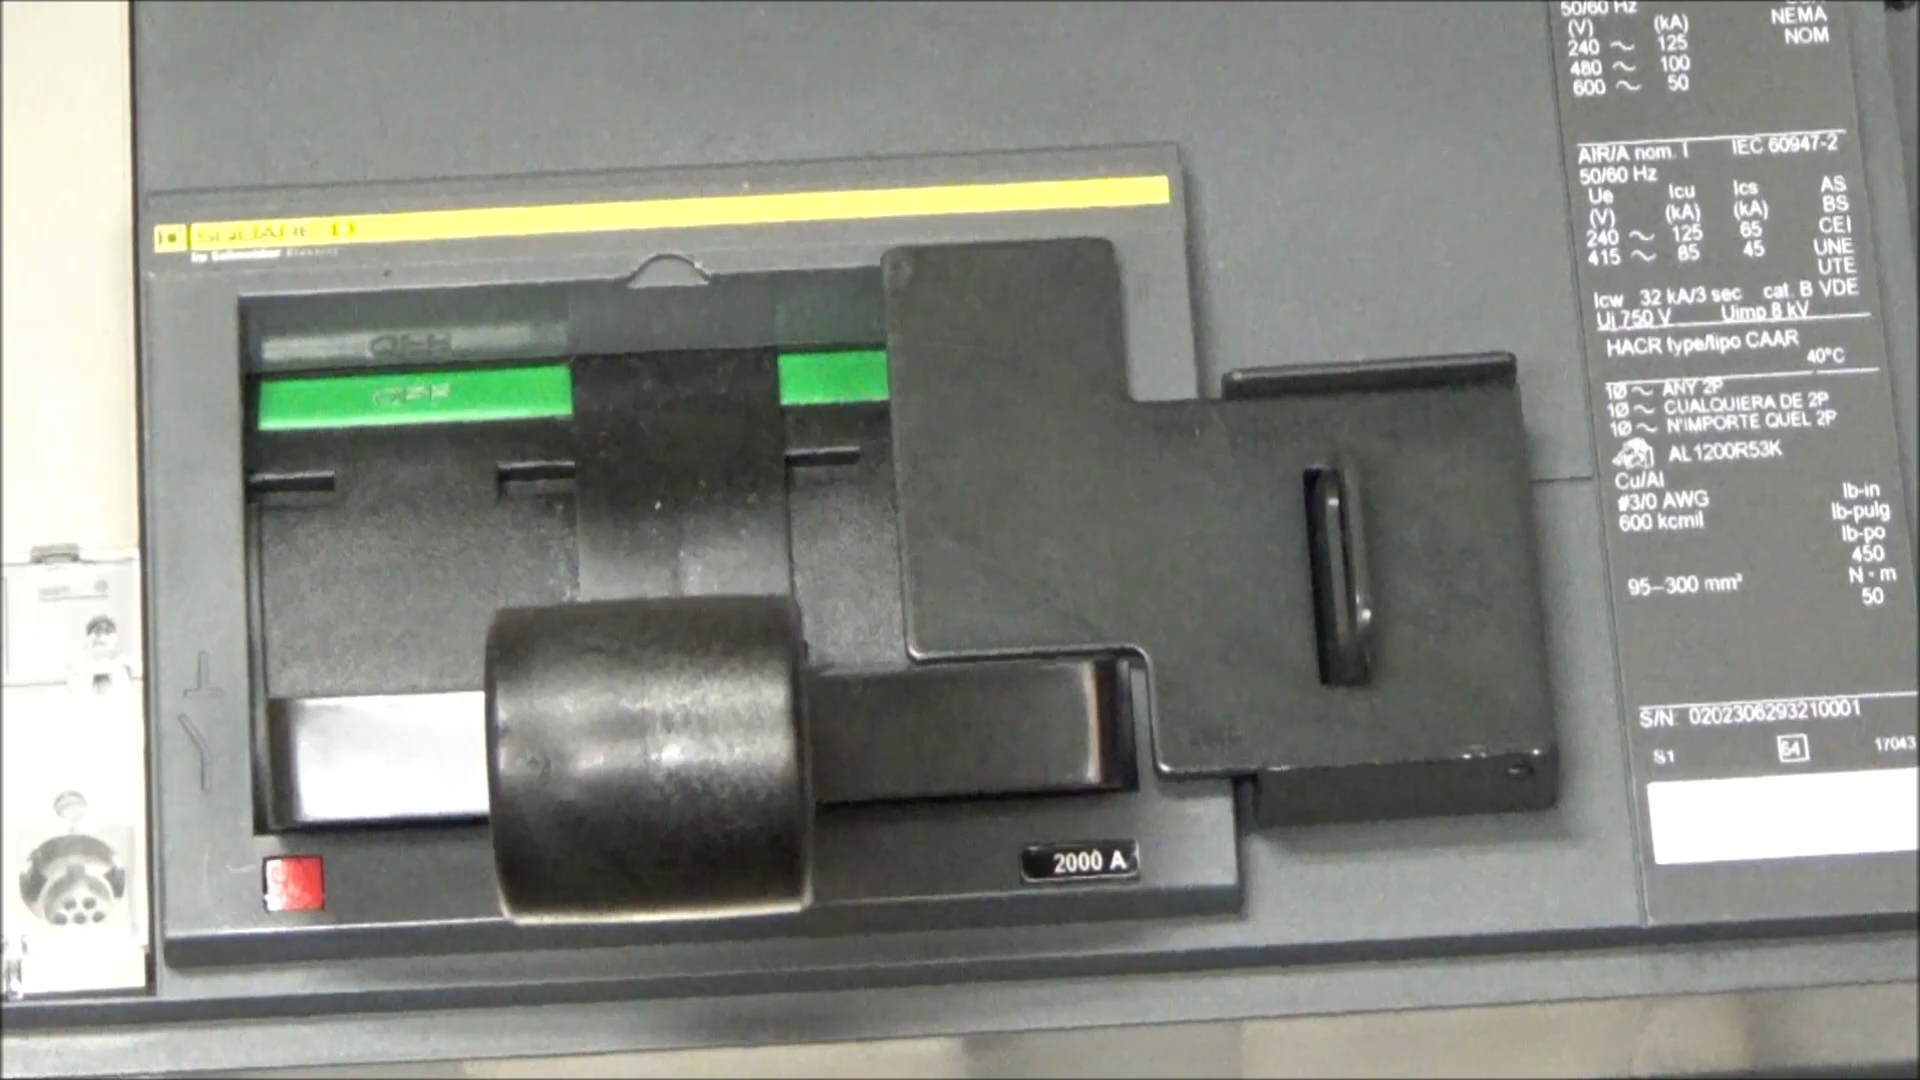 SQUARE D
by Schneider Electric
OFF
2000 A
50/60 Hz
(V) (kA) NEMA
240 ~ 125 NOM
480 ~ 100
600 ~ 50
AIR/A nom. I IEC 60947-2
50/60 Hz
Ue Icu Ics AS
(V) (kA) (kA) BS
240 ~ 125 65 CEI
415 ~ 85 45 UNE
UTE
Icw 32 kA/3 sec cat. B VDE
Ui 750 V Uimp 8 kV
HACR type/tipo CAAR
40°C
1Ø ~ ANY 2P
1Ø ~ CUALQUIERA DE 2P
1Ø ~ N'IMPORTE QUEL 2P
AL1200R53K
Cu/Al lb-in
#3/0 AWG lb-pulg
600 kcmil lb-po
450
95–300 mm² N · m
50
S/N: 0202306293210001
S1 64 17043